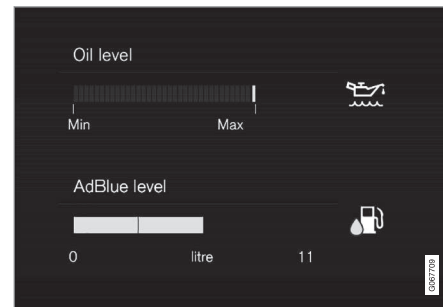 Oil level
Min Max
AdBlue level
0 litre 11
G067709